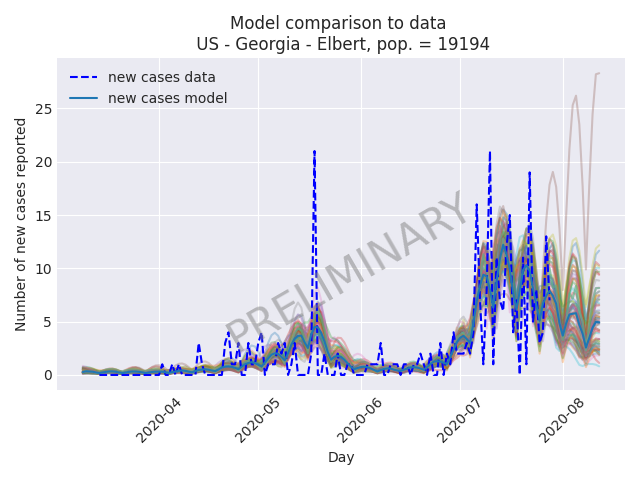 Model comparison to data
US - Georgia - Elbert, pop. = 19194
new cases data
new cases model
PRELIMINARY
Number of new cases reported
25
20
15
10
5
0
2020-04
2020-05
2020-06
2020-07
2020-08
Day